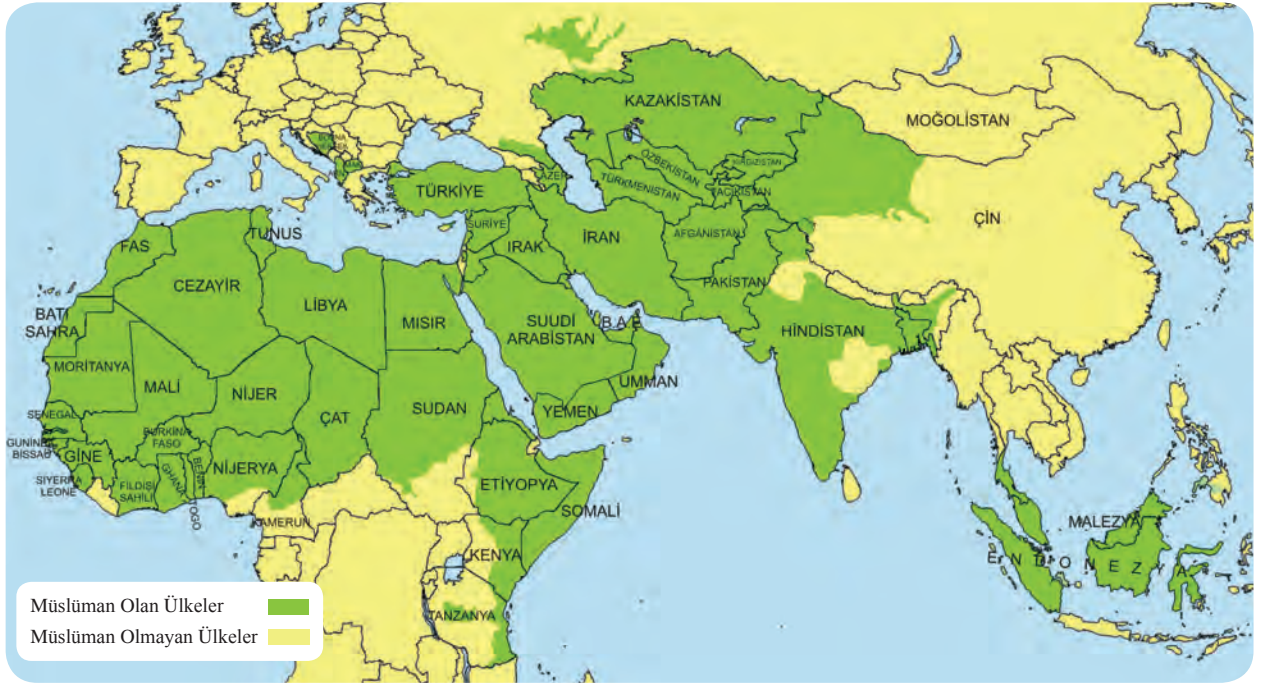 KAZAKİSTAN
MOĞOLİSTAN
ÖZBEKİSTAN
KIRGIZİSTAN
TÜRKMENİSTAN
TACİKİSTAN
AZER
TÜRKİYE
ÇİN
SURİYE
IRAK
İRAN
AFGANİSTAN
PAKİSTAN
FAS
TUNUS
CEZAYİR
LİBYA
MISIR
SUUDİ
ARABİSTAN
B A E
HİNDİSTAN
BATI
SAHRA
MORİTANYA
MALİ
NİJER
ÇAT
SUDAN
UMMAN
YEMEN
SENEGAL
BURKİNA
FASO
BİSSAB
GİNE
SİYERRA
LEONE
FİLDİŞİ
SAHİLİ
GHANA
TOGO
BENİN
NİJERYA
ETİYOPYA
SOMALİ
KAMERUN
KENYA
TANZANYA
MALEZYA
E N D O N E Z Y A
Müslüman Olan Ülkeler
Müslüman Olmayan Ülkeler